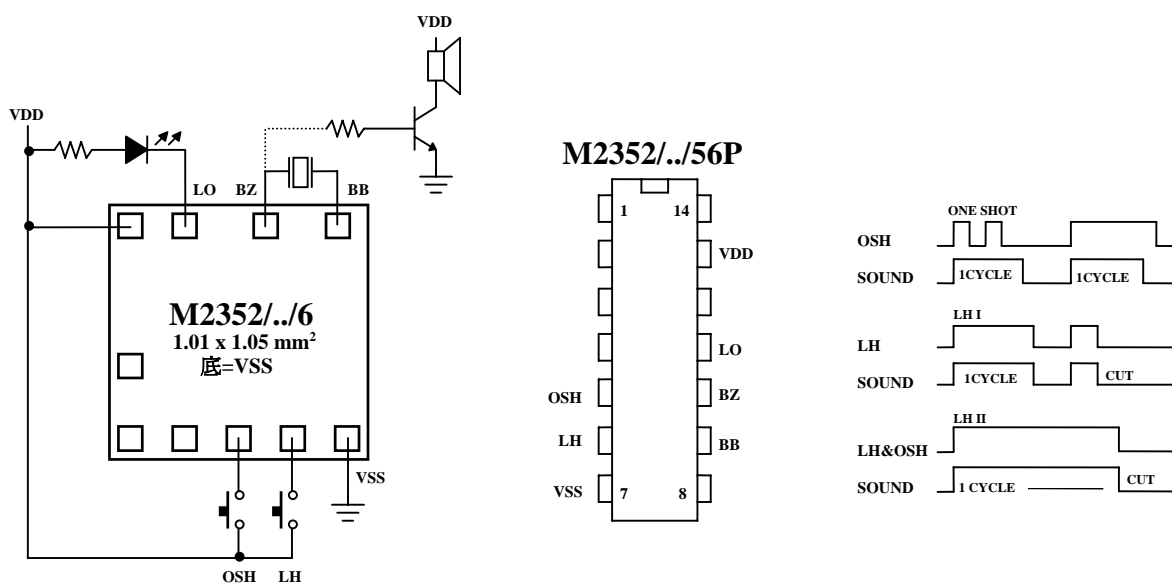 VDD
VDD
LO
BZ
BB
M2352/../6
1.01 x 1.05 mm²
底=VSS
VSS
OSH
LH
M2352/../56P
1
14
VDD
LO
OSH
BZ
LH
BB
VSS
7
8
ONE SHOT
OSH
SOUND
1CYCLE
1CYCLE
LH I
LH
SOUND
1CYCLE
CUT
LH II
LH&OSH
SOUND
1 CYCLE
CUT